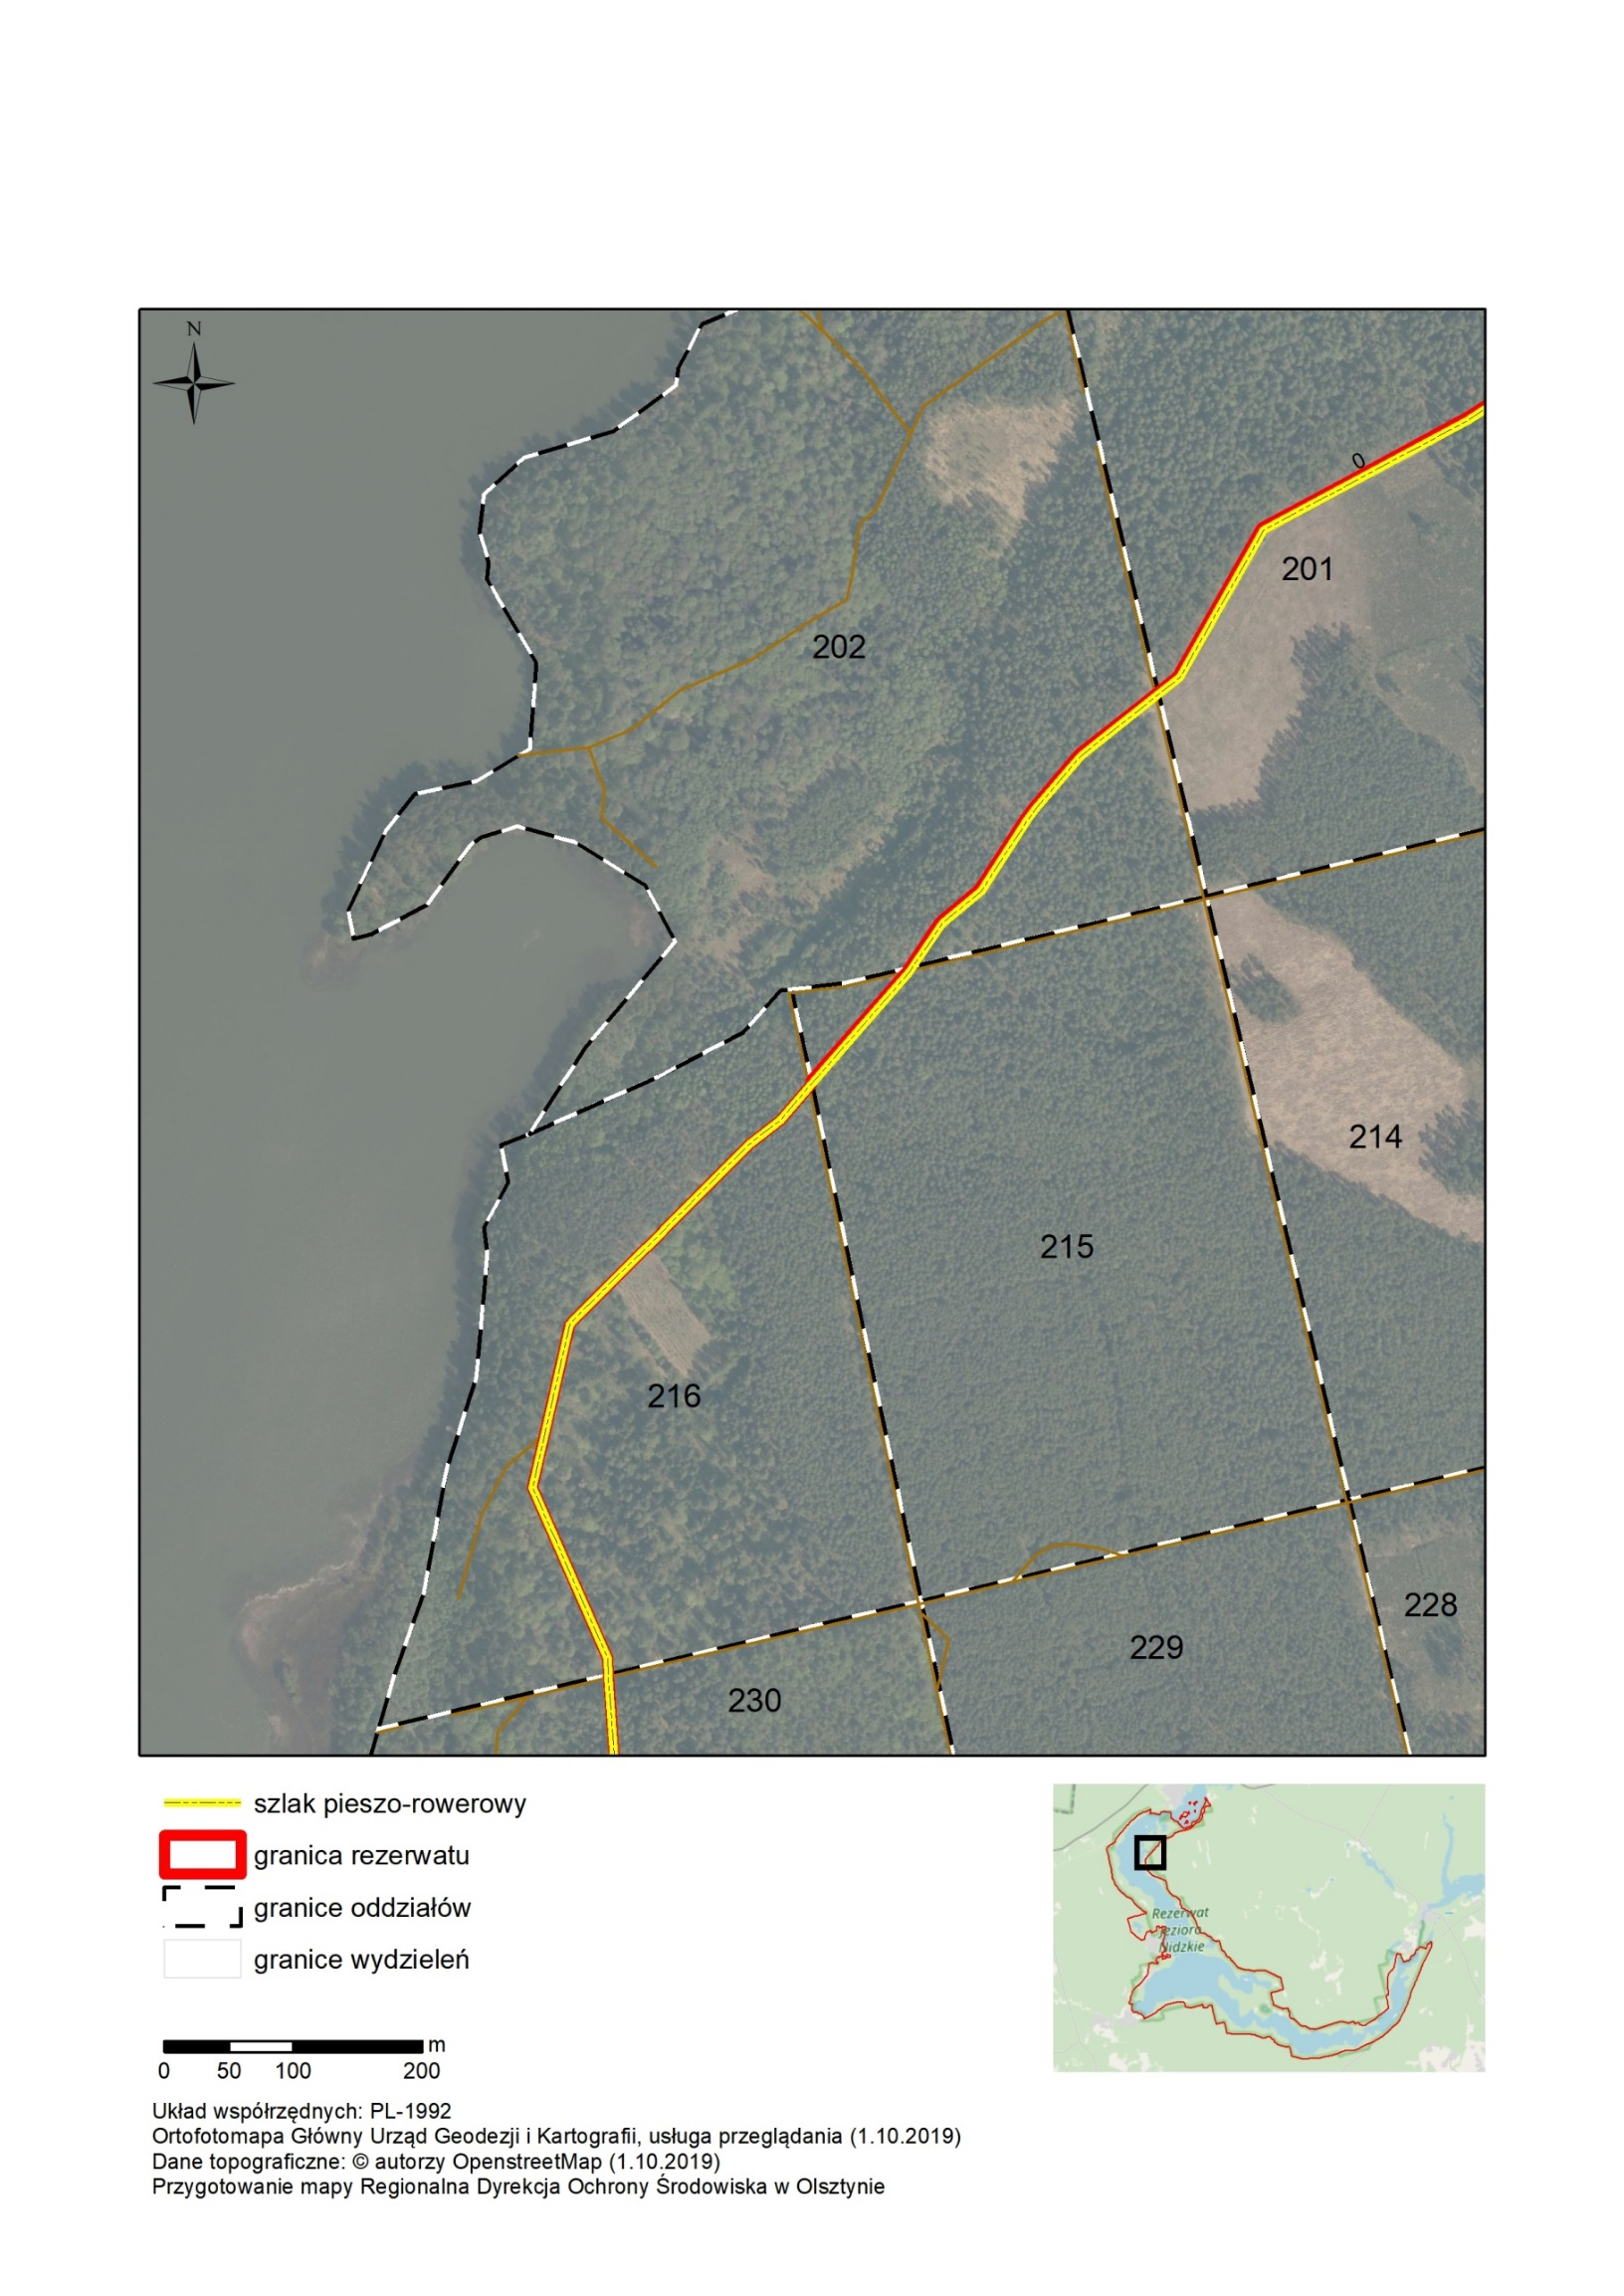 N
0
201
202
214
215
216
228
229
230
szlak pieszo-rowerowy
granica rezerwatu
granice oddziałów
granice wydzieleń
m
0 50 100 200
Rezerwat
Jezioro
Nidzkie
Układ współrzędnych: PL-1992
Ortofotomapa Główny Urząd Geodezji i Kartografii, usługa przeglądania (1.10.2019)
Dane topograficzne: © autorzy OpenstreetMap (1.10.2019)
Przygotowanie mapy Regionalna Dyrekcja Ochrony Środowiska w Olsztynie